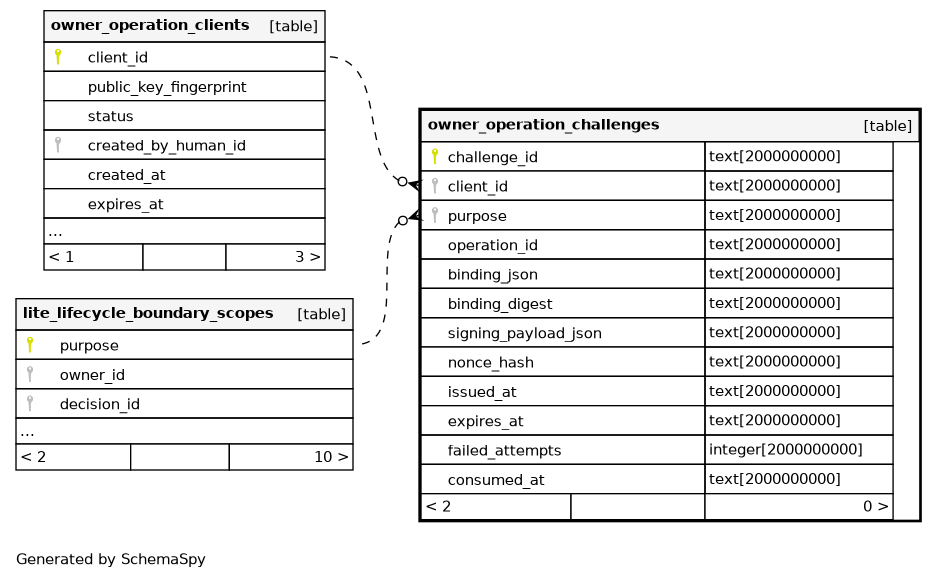 owner_operation_clients [table]
client_id
public_key_fingerprint
status
created_by_human_id
created_at
expires_at
...
< 1 3 >
lite_lifecycle_boundary_scopes [table]
purpose
owner_id
decision_id
...
< 2 10 >
owner_operation_challenges [table]
challenge_id text[2000000000]
client_id text[2000000000]
purpose text[2000000000]
operation_id text[2000000000]
binding_json text[2000000000]
binding_digest text[2000000000]
signing_payload_json text[2000000000]
nonce_hash text[2000000000]
issued_at text[2000000000]
expires_at text[2000000000]
failed_attempts integer[2000000000]
consumed_at text[2000000000]
< 2 0 >
Generated by SchemaSpy